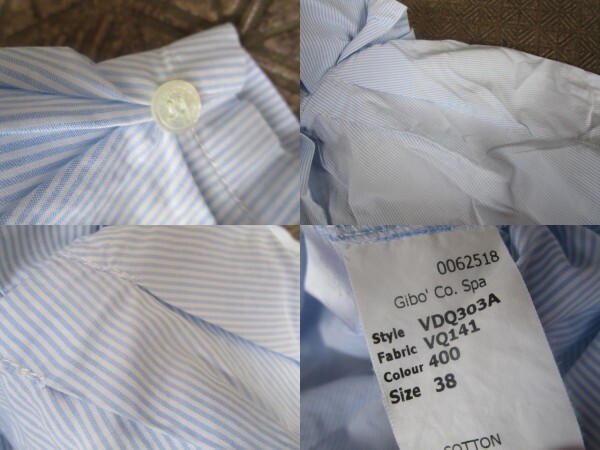 0062518
Gibo' Co. Spa
Style VDQ303A
Fabric VQ141
Colour 400
Size 38
COTTON